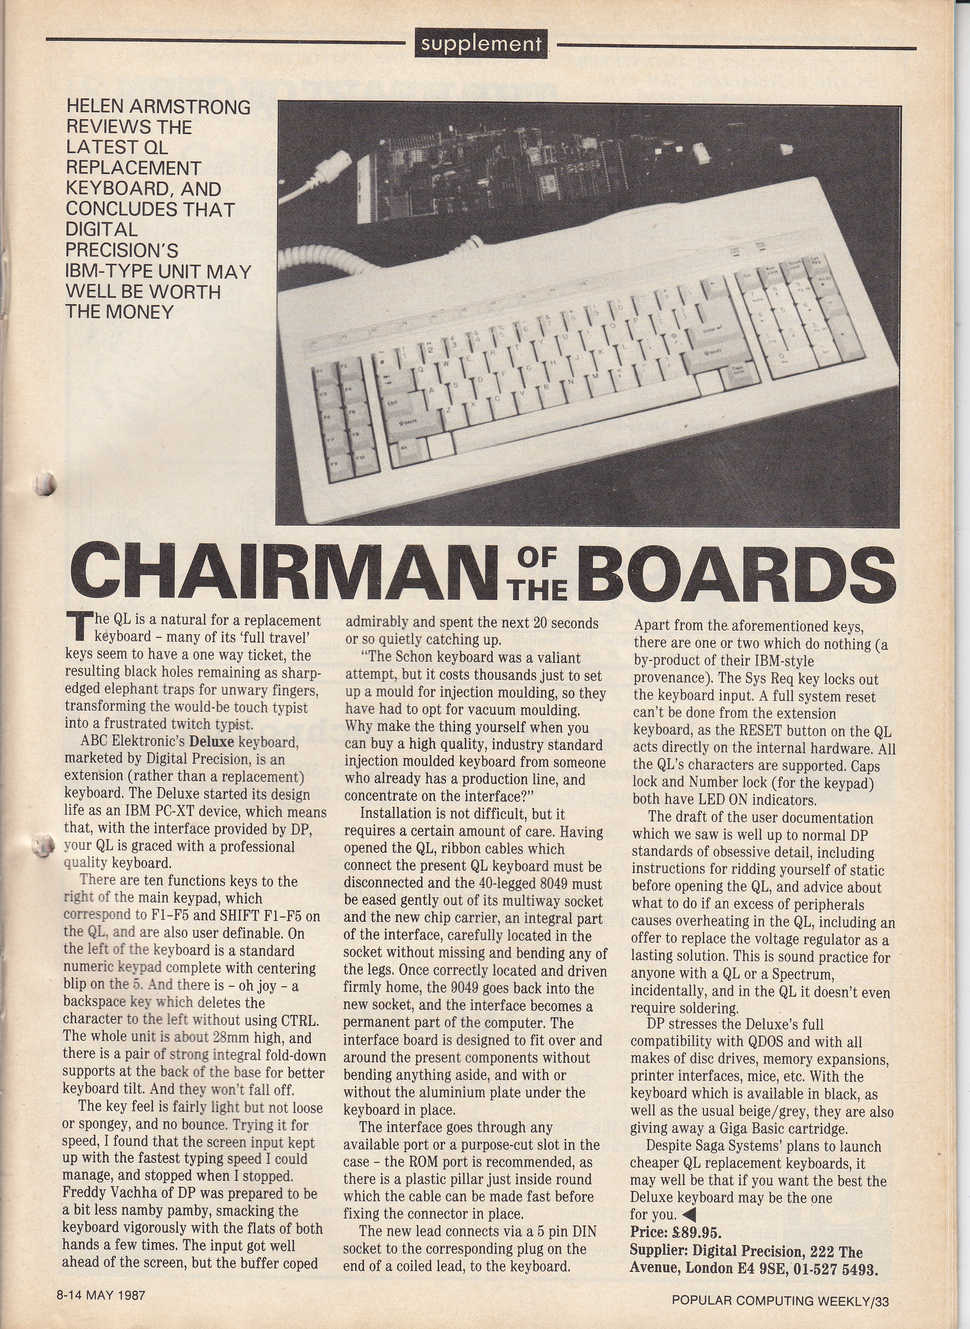 supplement
HELEN ARMSTRONG
REVIEWS THE
LATEST QL
REPLACEMENT
KEYBOARD, AND
CONCLUDES THAT
DIGITAL
PRECISION'S
IBM-TYPE UNIT MAY
WELL BE WORTH
THE MONEY
CHAIRMAN OF THE BOARDS
The QL is a natural for a replacement
keyboard – many of its 'full travel'
keys seem to have a one way ticket, the
resulting black holes remaining as sharp-
edged elephant traps for unwary fingers,
transforming the would-be touch typist
into a frustrated twitch typist.
ABC Elektronic's Deluxe keyboard,
marketed by Digital Precision, is an
extension (rather than a replacement)
keyboard. The Deluxe started its design
life as an IBM PC-XT device, which means
that, with the interface provided by DP,
your QL is graced with a professional
quality keyboard.
There are ten functions keys to the
right of the main keypad, which
correspond to F1–F5 and SHIFT F1–F5 on
the QL, and are also user definable. On
the left of the keyboard is a standard
numeric keypad complete with centering
blip on the 5. And there is – oh joy – a
backspace key which deletes the
character to the left without using CTRL.
The whole unit is about 28mm high, and
there is a pair of strong integral fold-down
supports at the back of the base for better
keyboard tilt. And they won't fall off.
The key feel is fairly light but not loose
or spongey, and no bounce. Trying it for
speed, I found that the screen input kept
up with the fastest typing speed I could
manage, and stopped when I stopped.
Freddy Vachha of DP was prepared to be
a bit less namby pamby, smacking the
keyboard vigorously with the flats of both
hands a few times. The input got well
ahead of the screen, but the buffer coped
admirably and spent the next 20 seconds
or so quietly catching up.
"The Schon keyboard was a valiant
attempt, but it costs thousands just to set
up a mould for injection moulding, so they
have had to opt for vacuum moulding.
Why make the thing yourself when you
can buy a high quality, industry standard
injection moulded keyboard from someone
who already has a production line, and
concentrate on the interface?"
Installation is not difficult, but it
requires a certain amount of care. Having
opened the QL, ribbon cables which
connect the present QL keyboard must be
disconnected and the 40-legged 8049 must
be eased gently out of its multiway socket
and the new chip carrier, an integral part
of the interface, carefully located in the
socket without missing and bending any of
the legs. Once correctly located and driven
firmly home, the 9049 goes back into the
new socket, and the interface becomes a
permanent part of the computer. The
interface board is designed to fit over and
around the present components without
bending anything aside, and with or
without the aluminium plate under the
keyboard in place.
The interface goes through any
available port or a purpose-cut slot in the
case – the ROM port is recommended, as
there is a plastic pillar just inside round
which the cable can be made fast before
fixing the connector in place.
The new lead connects via a 5 pin DIN
socket to the corresponding plug on the
end of a coiled lead, to the keyboard.
Apart from the aforementioned keys,
there are one or two which do nothing (a
by-product of their IBM-style
provenance). The Sys Req key locks out
the keyboard input. A full system reset
can't be done from the extension
keyboard, as the RESET button on the QL
acts directly on the internal hardware. All
the QL's characters are supported. Caps
lock and Number lock (for the keypad)
both have LED ON indicators.
The draft of the user documentation
which we saw is well up to normal DP
standards of obsessive detail, including
instructions for ridding yourself of static
before opening the QL, and advice about
what to do if an excess of peripherals
causes overheating in the QL, including an
offer to replace the voltage regulator as a
lasting solution. This is sound practice for
anyone with a QL or a Spectrum,
incidentally, and in the QL it doesn't even
require soldering.
DP stresses the Deluxe's full
compatibility with QDOS and with all
makes of disc drives, memory expansions,
printer interfaces, mice, etc. With the
keyboard which is available in black, as
well as the usual beige/grey, they are also
giving away a Giga Basic cartridge.
Despite Saga Systems' plans to launch
cheaper QL replacement keyboards, it
may well be that if you want the best the
Deluxe keyboard may be the one
for you. ◀
Price: £89.95.
Supplier: Digital Precision, 222 The
Avenue, London E4 9SE, 01-527 5493.
8-14 MAY 1987
POPULAR COMPUTING WEEKLY/33